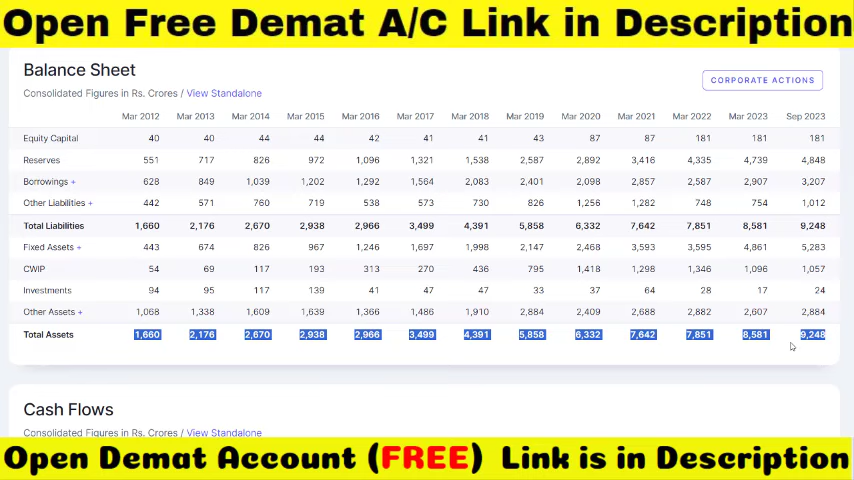 Open Free Demat A/C Link in Description
Balance Sheet
CORPORATE ACTIONS
Consolidated Figures in Rs. Crores / View Standalone
Mar 2012 Mar 2013 Mar 2014 Mar 2015 Mar 2016 Mar 2017 Mar 2018 Mar 2019 Mar 2020 Mar 2021 Mar 2022 Mar 2023 Sep 2023
Equity Capital 40 40 44 44 42 41 41 43 87 87 181 181 181
Reserves 551 717 826 972 1,096 1,321 1,538 2,587 2,892 3,416 4,335 4,739 4,848
Borrowings + 628 849 1,039 1,202 1,292 1,564 2,083 2,401 2,098 2,857 2,587 2,907 3,207
Other Liabilities + 442 571 760 719 538 573 730 826 1,256 1,282 748 754 1,012
Total Liabilities 1,660 2,176 2,670 2,938 2,966 3,499 4,391 5,858 6,332 7,642 7,851 8,581 9,248
Fixed Assets + 443 674 826 967 1,246 1,697 1,998 2,147 2,468 3,593 3,595 4,861 5,283
CWIP 54 69 117 193 313 270 436 795 1,418 1,298 1,346 1,096 1,057
Investments 94 95 117 139 41 47 47 33 37 64 28 17 24
Other Assets + 1,068 1,338 1,609 1,639 1,366 1,486 1,910 2,884 2,409 2,688 2,882 2,607 2,884
Total Assets 1,660 2,176 2,670 2,938 2,966 3,499 4,391 5,858 6,332 7,642 7,851 8,581 9,248
Cash Flows
Consolidated Figures in Rs. Crores / View Standalone
Open Demat Account (FREE) Link is in Description